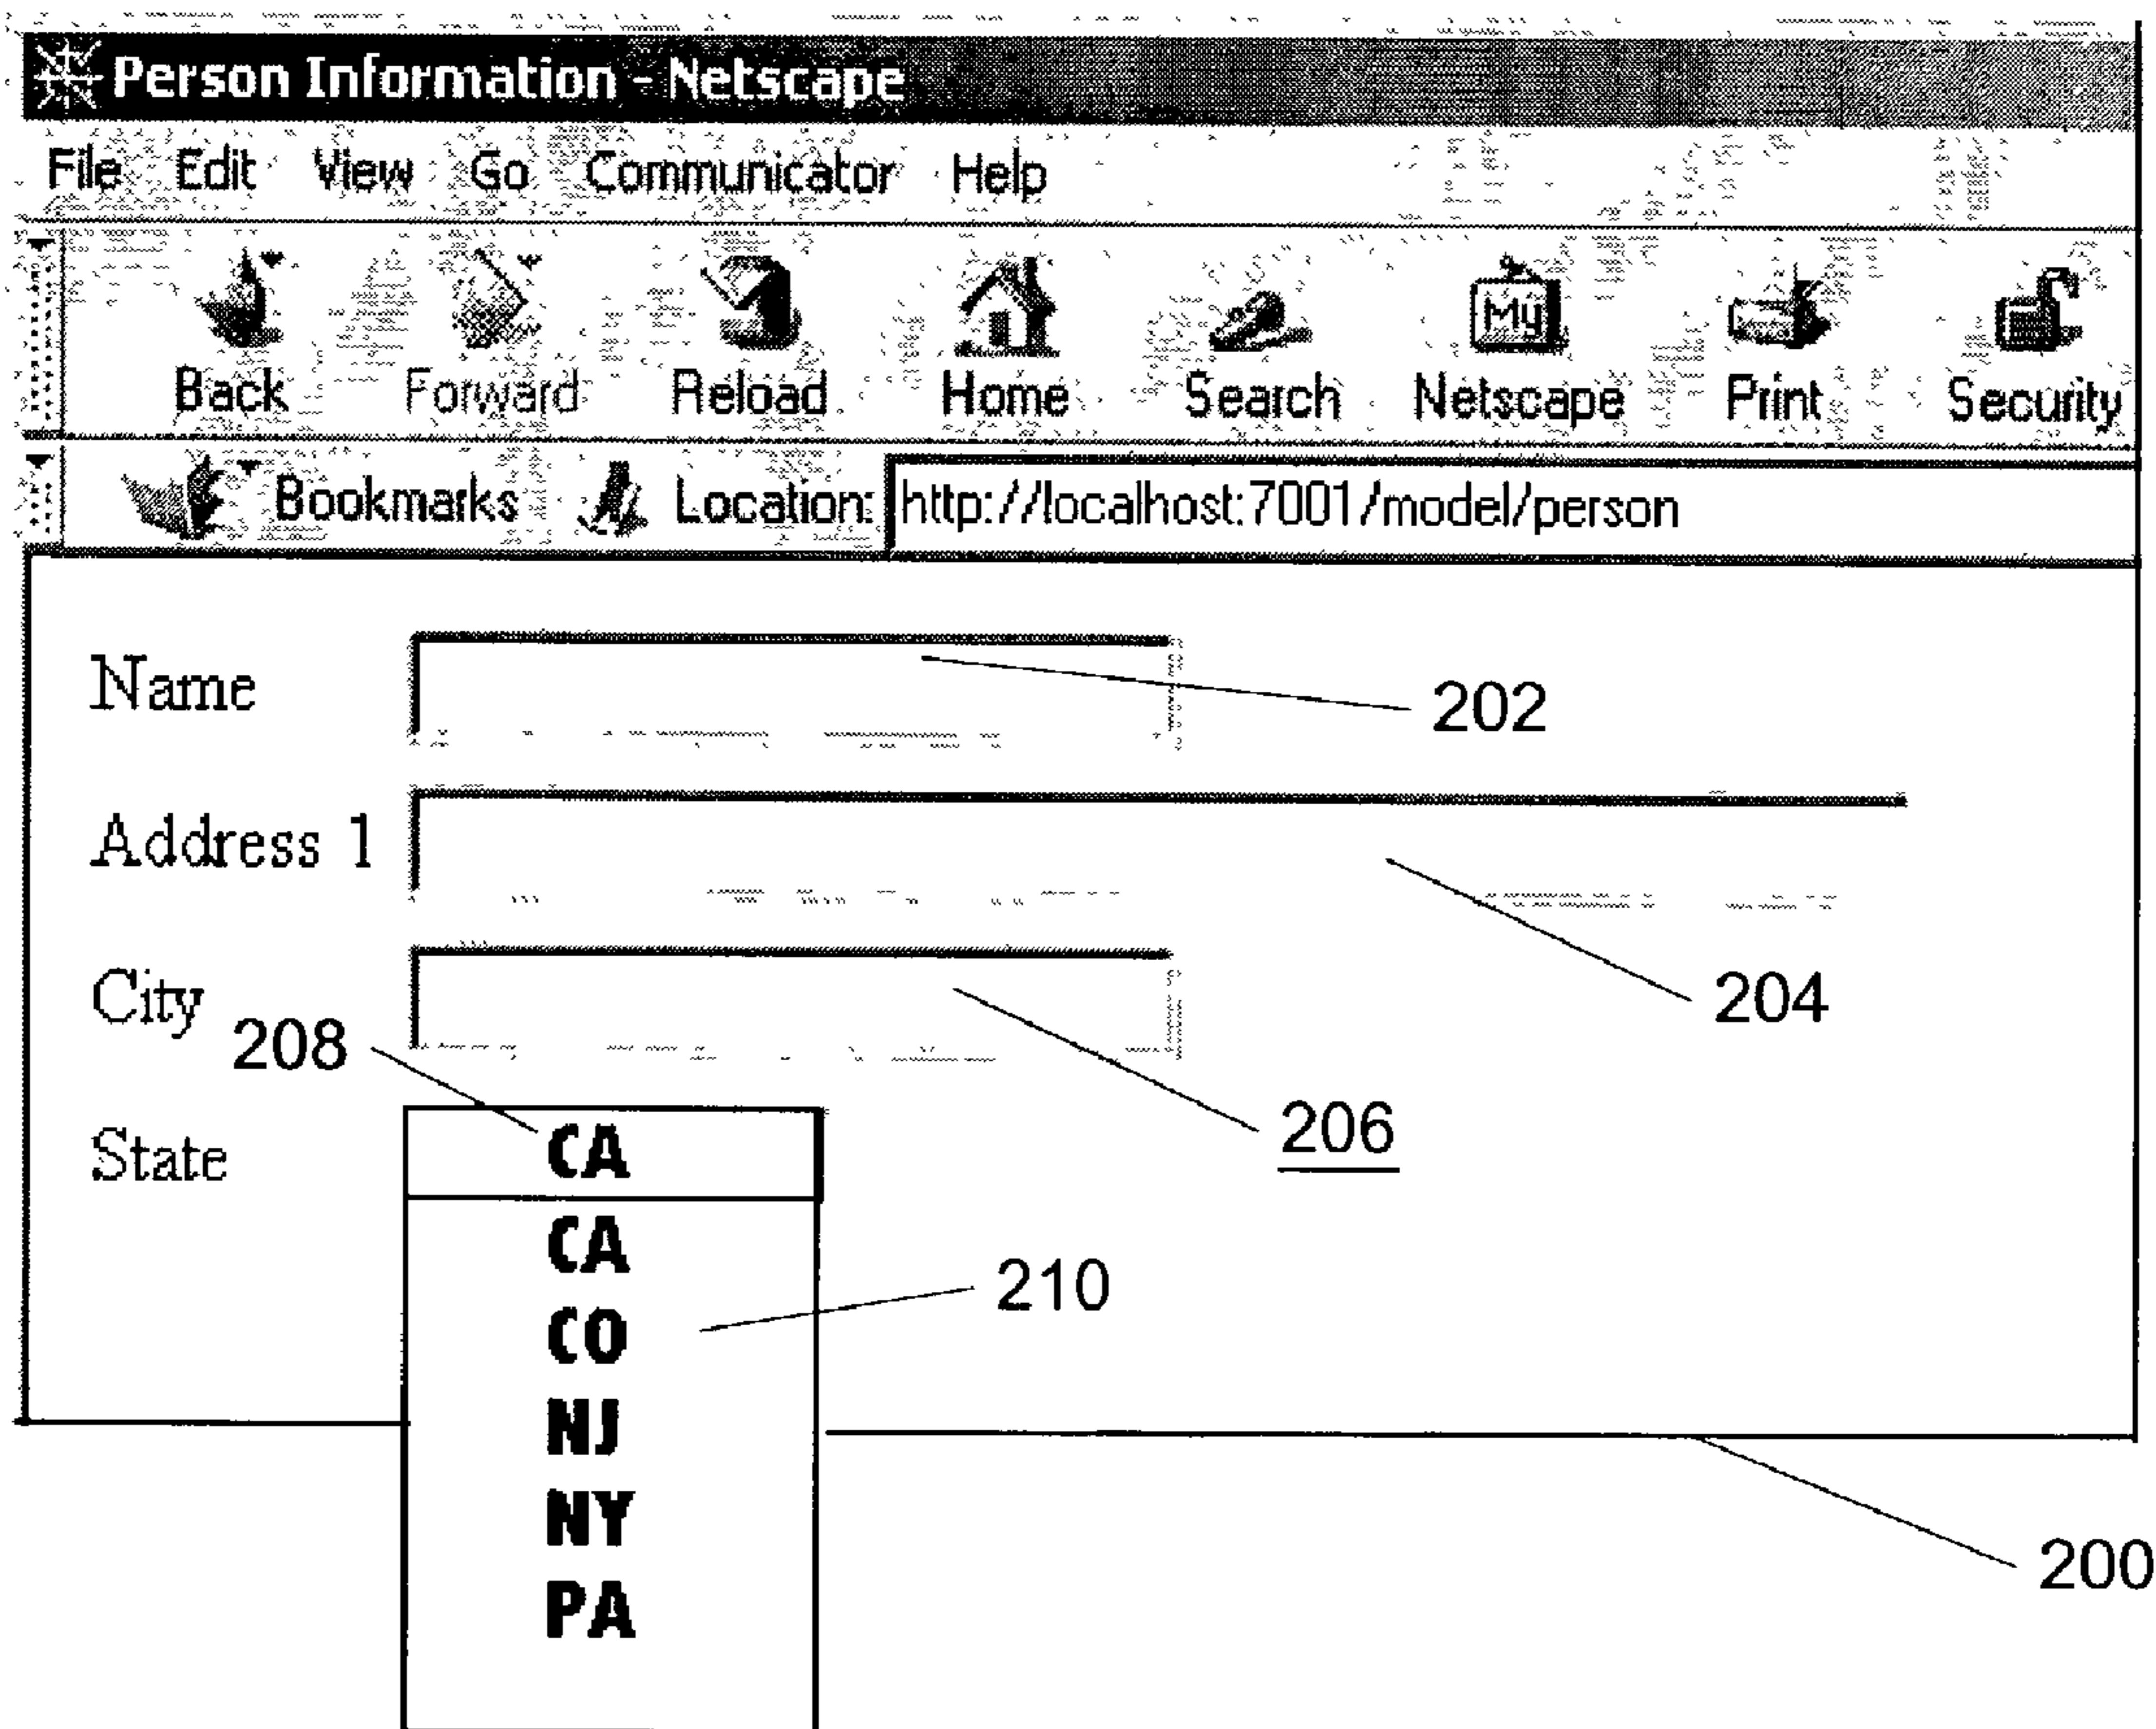 Person Information - Netscape
File Edit View Go Communicator Help
My
Back Forward Reload Home Search Netscape Print Security
Bookmarks Location: http://localhost:7001/model/person
Name
202
Address 1
204
City
208
206
State CA
CA
210
CO
NJ
NY
200
PA